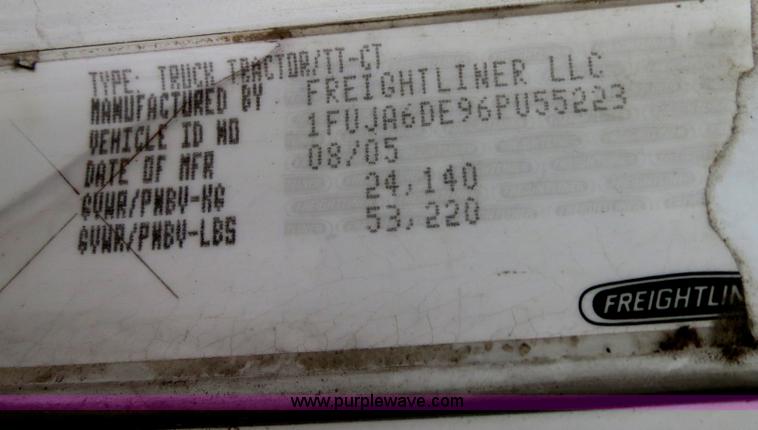 TYPE: TRUCK TRACTOR/TT-CT
MANUFACTURED BY FREIGHTLINER LLC
VEHICLE ID NO 1FUJA6DE96PU55223
DATE OF MFR 08/05
GVWR/PNBV-KG 24,140
GVWR/PNBV-LBS 53,220
FREIGHTLIN
www.purplewave.com